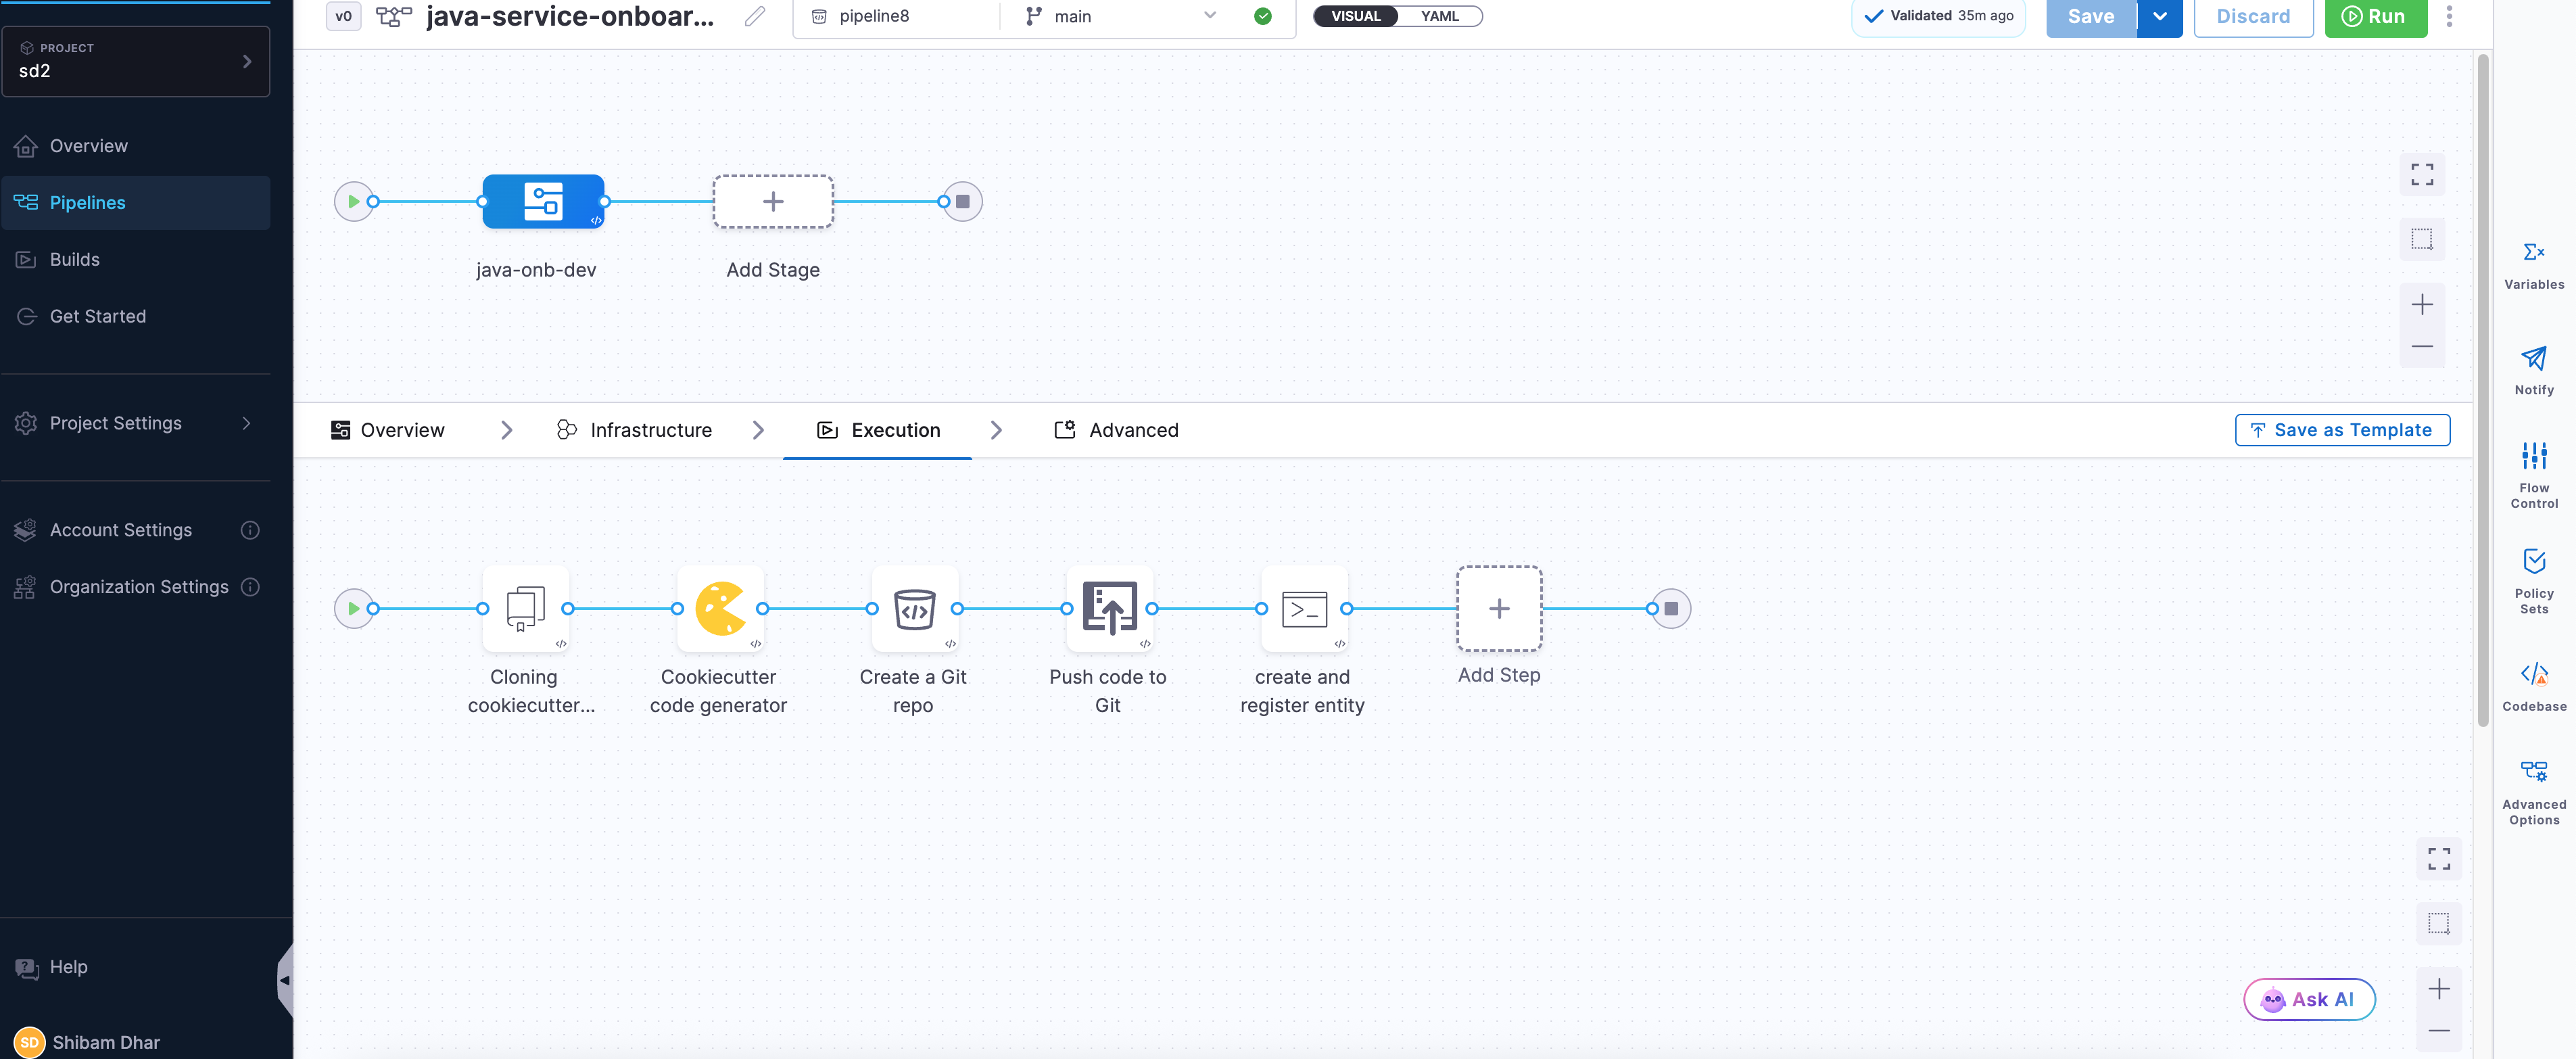 v0
java-service-onboar...
pipeline8
main
VISUAL
YAML
Validated 35m ago
Save
Discard
Run
PROJECT
sd2
Overview
Pipelines
Builds
Get Started
Project Settings
Account Settings
Organization Settings
Help
SD
Shibam Dhar
java-onb-dev
Add Stage
Overview
Infrastructure
Execution
Advanced
Save as Template
Cloning
cookiecutter...
Cookiecutter
code generator
Create a Git
repo
Push code to
Git
create and
register entity
Add Step
Ask AI
Variables
Notify
Flow
Control
Policy
Sets
Codebase
Advanced
Options